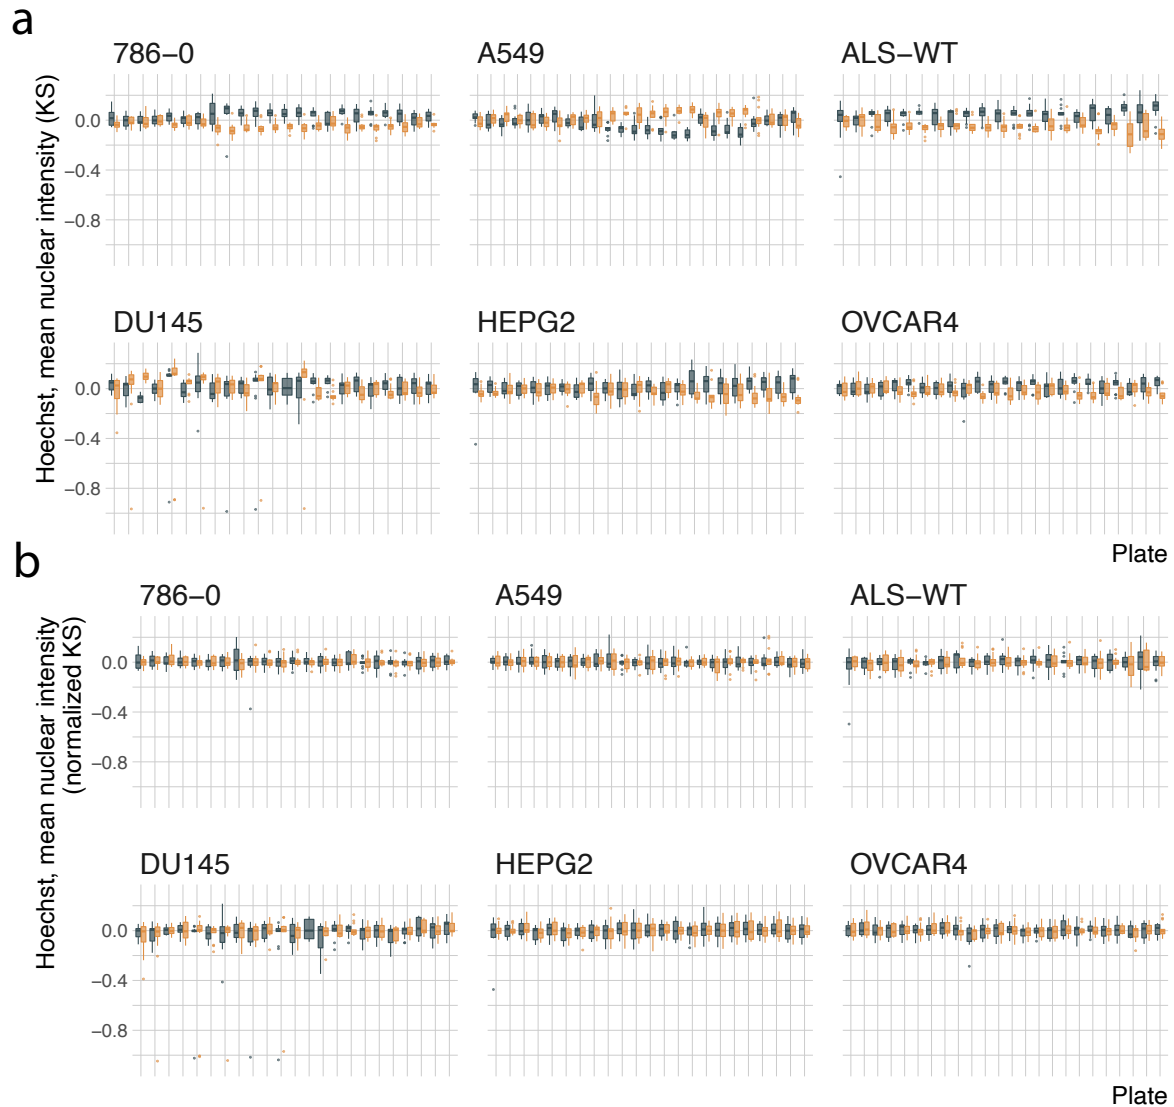 a
786−0
A549
ALS−WT
Hoechst, mean nuclear intensity (KS)
0.0
−0.4
−0.8
DU145
HEPG2
OVCAR4
0.0
−0.4
−0.8
Plate
b
786−0
A549
ALS−WT
Hoechst, mean nuclear intensity
(normalized KS)
0.0
−0.4
−0.8
DU145
HEPG2
OVCAR4
0.0
−0.4
−0.8
Plate